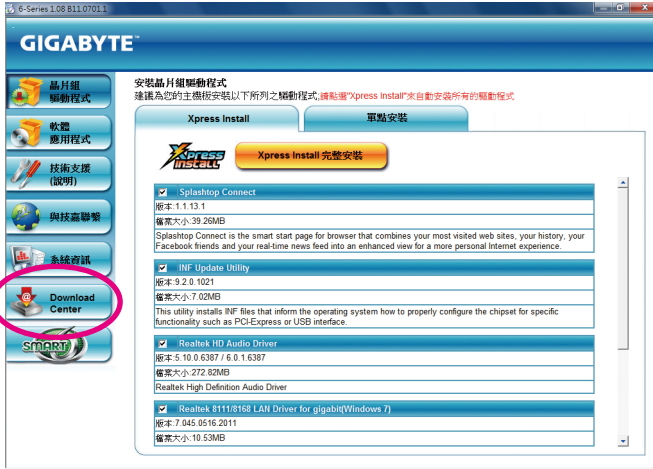 6-Series 1.08 B11.0701.1
GIGABYTE™
晶片組
驅動程式
軟體
應用程式
技術支援
(說明)
與技嘉聯繫
系統資訊
Download
Center
SMART
安裝晶片組驅動程式
建議為您的主機板安裝以下所列之驅動程式;請點選"Xpress Install"來自動安裝所有的驅動程式
Xpress Install
單點安裝
Xpress
INSTALL
Xpress Install 完整安裝
Splashtop Connect
版本:1.1.13.1
檔案大小:39.26MB
Splashtop Connect is the smart start page for browser that combines your most visited web sites, your history, your
Facebook friends and your real-time news feed into an enhanced view for a more personal Internet experience.
INF Update Utility
版本:9.2.0.1021
檔案大小:7.02MB
This utility installs INF files that inform the operating system how to properly configure the chipset for specific
functionality such as PCI-Express or USB interface.
Realtek HD Audio Driver
版本:5.10.0.6387 / 6.0.1.6387
檔案大小:272.82MB
Realtek High Definition Audio Driver
Realtek 8111/8168 LAN Driver for gigabit(Windows 7)
版本:7.045.0516.2011
檔案大小:10.53MB